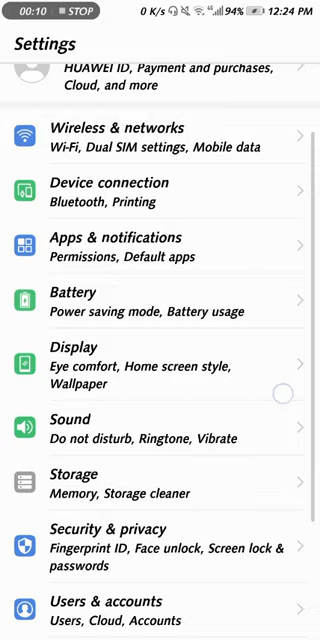 00:10 STOP 0 K/s 94% 12:24 PM
Settings
HUAWEI ID, Payment and purchases,
Cloud, and more
Wireless & networks
Wi-Fi, Dual SIM settings, Mobile data
Device connection
Bluetooth, Printing
Apps & notifications
Permissions, Default apps
Battery
Power saving mode, Battery usage
Display
Eye comfort, Home screen style,
Wallpaper
Sound
Do not disturb, Ringtone, Vibrate
Storage
Memory, Storage cleaner
Security & privacy
Fingerprint ID, Face unlock, Screen lock &
passwords
Users & accounts
Users, Cloud, Accounts